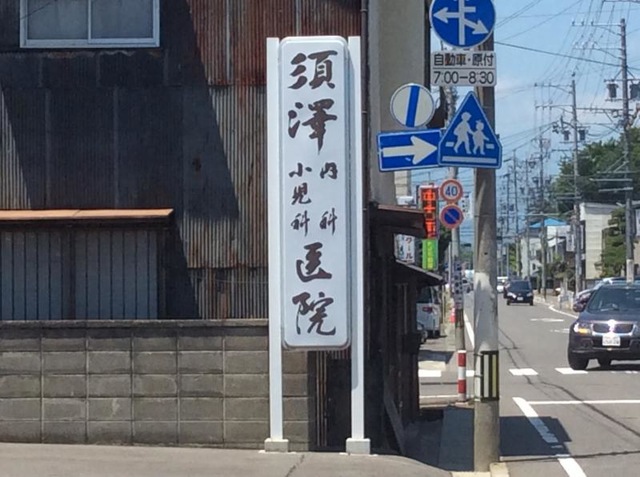 須澤
内科
小児科
医院
自動車・原付
7:00-8:30
40